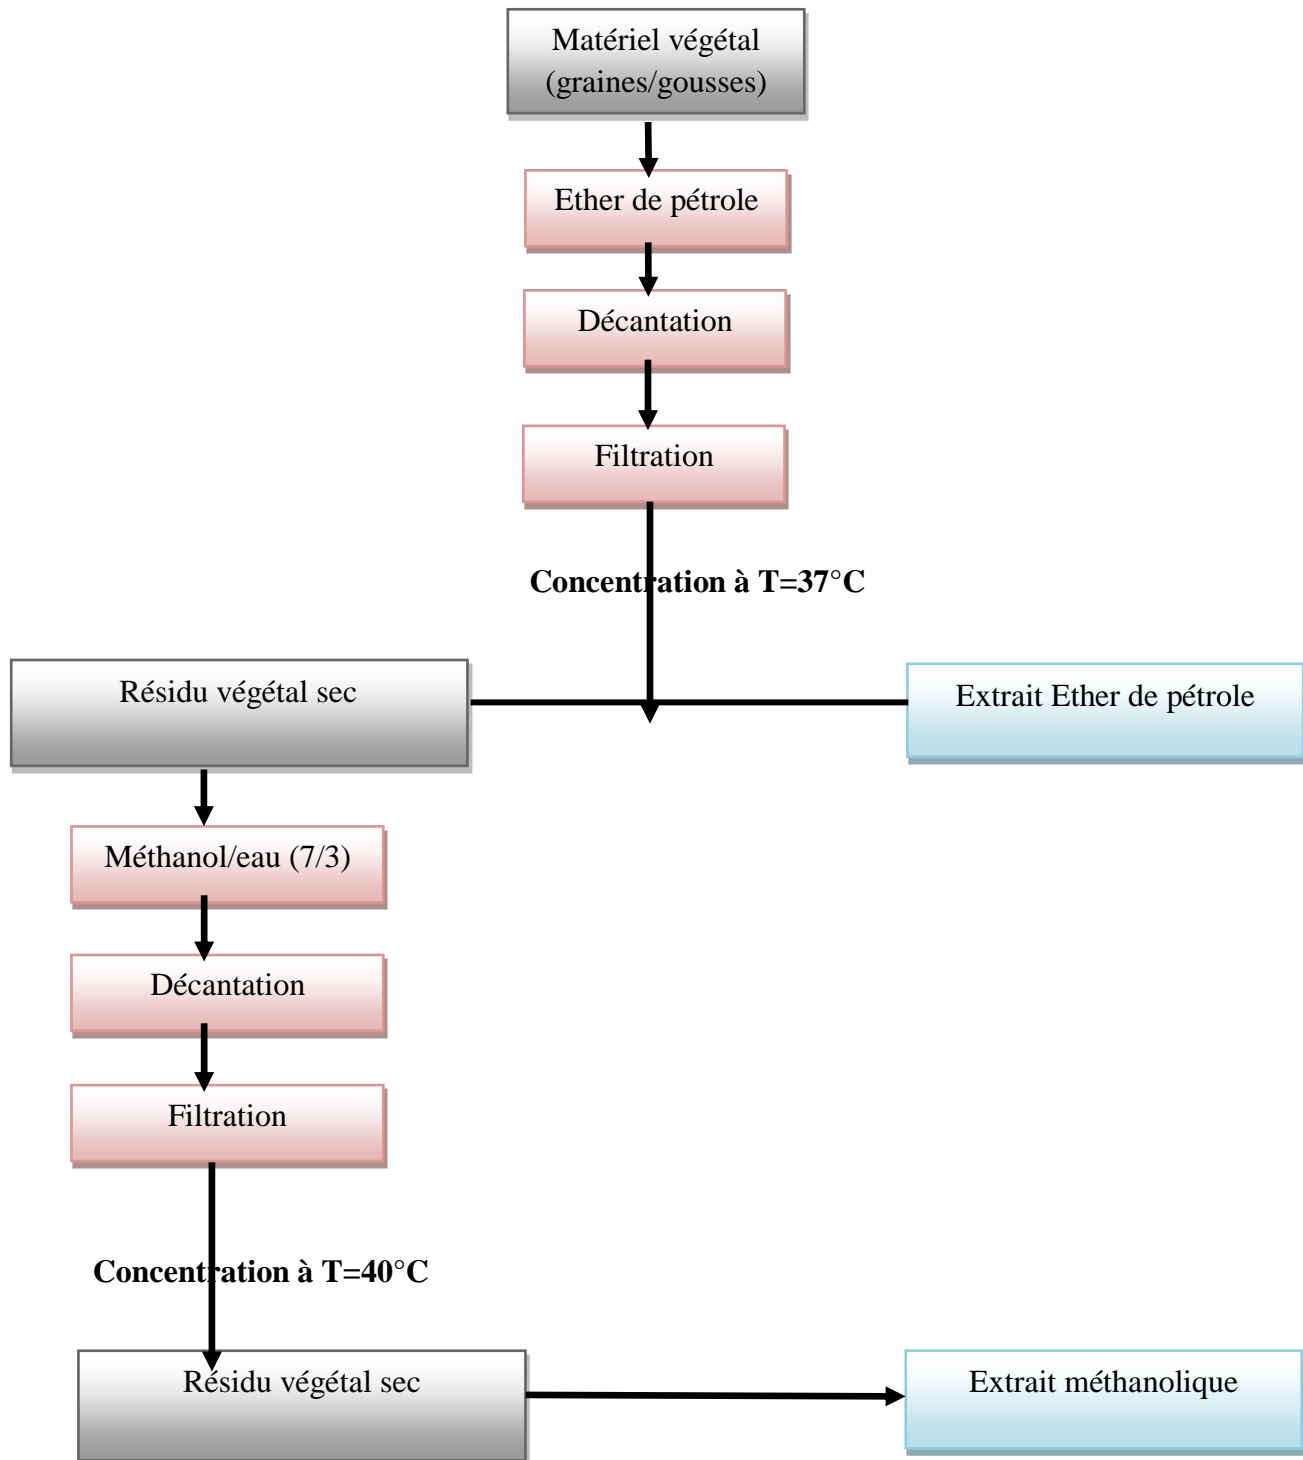 Matériel végétal
(graines/gousses)
Ether de pétrole
Décantation
Filtration
Concentration à T=37°C
Résidu végétal sec
Extrait Ether de pétrole
Méthanol/eau (7/3)
Décantation
Filtration
Concentration à T=40°C
Résidu végétal sec
Extrait méthanolique